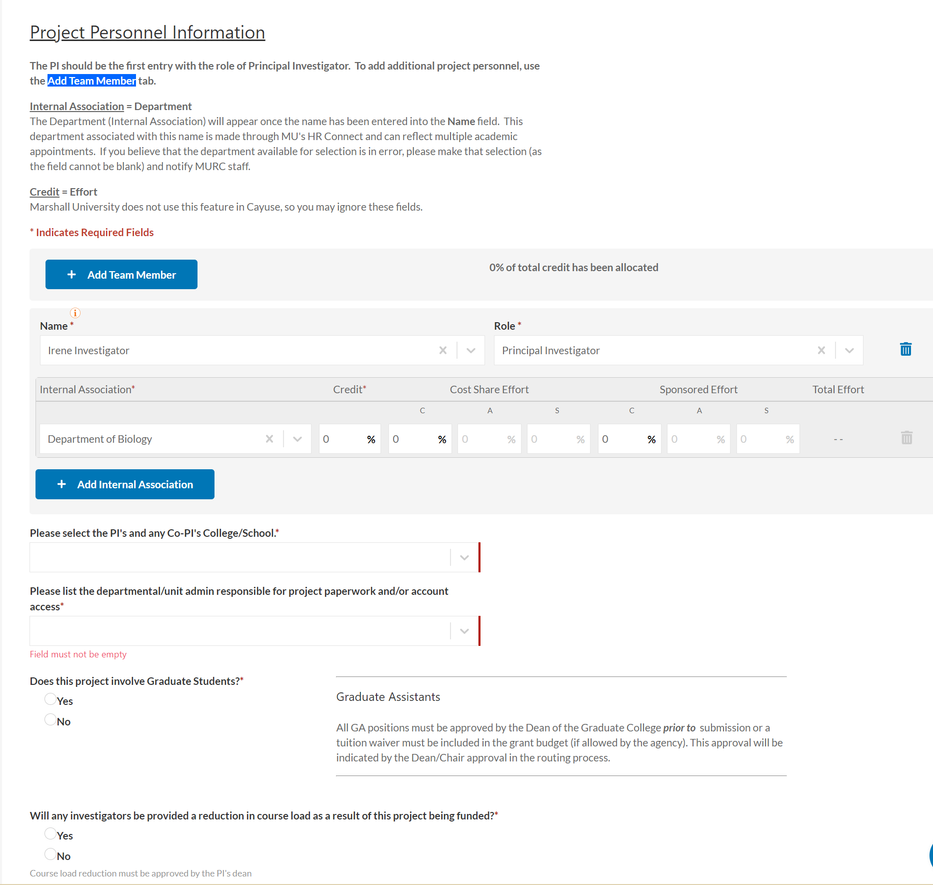 Project Personnel Information
The PI should be the first entry with the role of Principal Investigator.  To add additional project personnel, use
the Add Team Member tab.
Internal Association = Department
The Department (Internal Association) will appear once the name has been entered into the Name field.  This
department associated with this name is made through MU's HR Connect and can reflect multiple academic
appointments.  If you believe that the department available for selection is in error, please make that selection (as
the field cannot be blank) and notify MURC staff.
Credit = Effort
Marshall University does not use this feature in Cayuse, so you may ignore these fields.
* Indicates Required Fields
+ Add Team Member
0% of total credit has been allocated
Name *
Role *
Irene Investigator
Principal Investigator
Internal Association* Credit* Cost Share Effort Sponsored Effort Total Effort
C A S C A S
Department of Biology 0 % 0 % 0 % 0 % 0 % 0 % 0 % - -
+ Add Internal Association
Please select the PI's and any Co-PI's College/School.*
Please list the departmental/unit admin responsible for project paperwork and/or account
access*
Field must not be empty
Does this project involve Graduate Students?*
Yes
No
Graduate Assistants
All GA positions must be approved by the Dean of the Graduate College prior to  submission or a
tuition waiver must be included in the grant budget (if allowed by the agency). This approval will be
indicated by the Dean/Chair approval in the routing process.
Will any investigators be provided a reduction in course load as a result of this project being funded?*
Yes
No
Course load reduction must be approved by the PI's dean